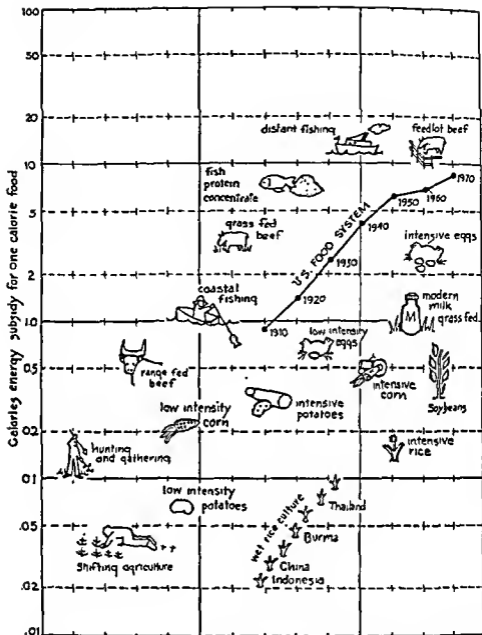 100
50
20
10
5
2
1.0
0.5
0.2
0.1
.05
.02
.01
Calories energy subsidy for one calorie food
distant fishing
feedlot beef
fish
protein
concentrate
1970
1960
1950
1940
grass fed
beef
U.S. FOOD SYSTEM
intensive eggs
1930
coastal
fishing
1920
modern
milk
grass fed
M
1910
low intensity
eggs
range fed
beef
intensive
corn
Soybeans
low intensity
corn
intensive
potatoes
hunting
and gathering
intensive
rice
low intensity
potatoes
wet rice culture
Thailand
Burma
China
Indonesia
Shifting agriculture